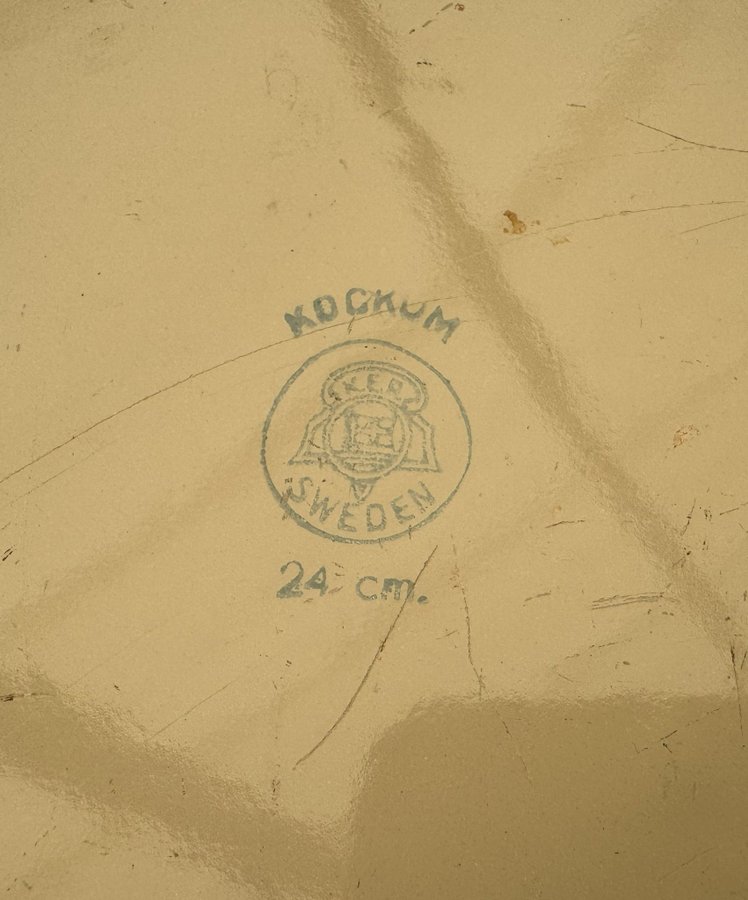 KOCKUM
KER
SWEDEN
24 cm.